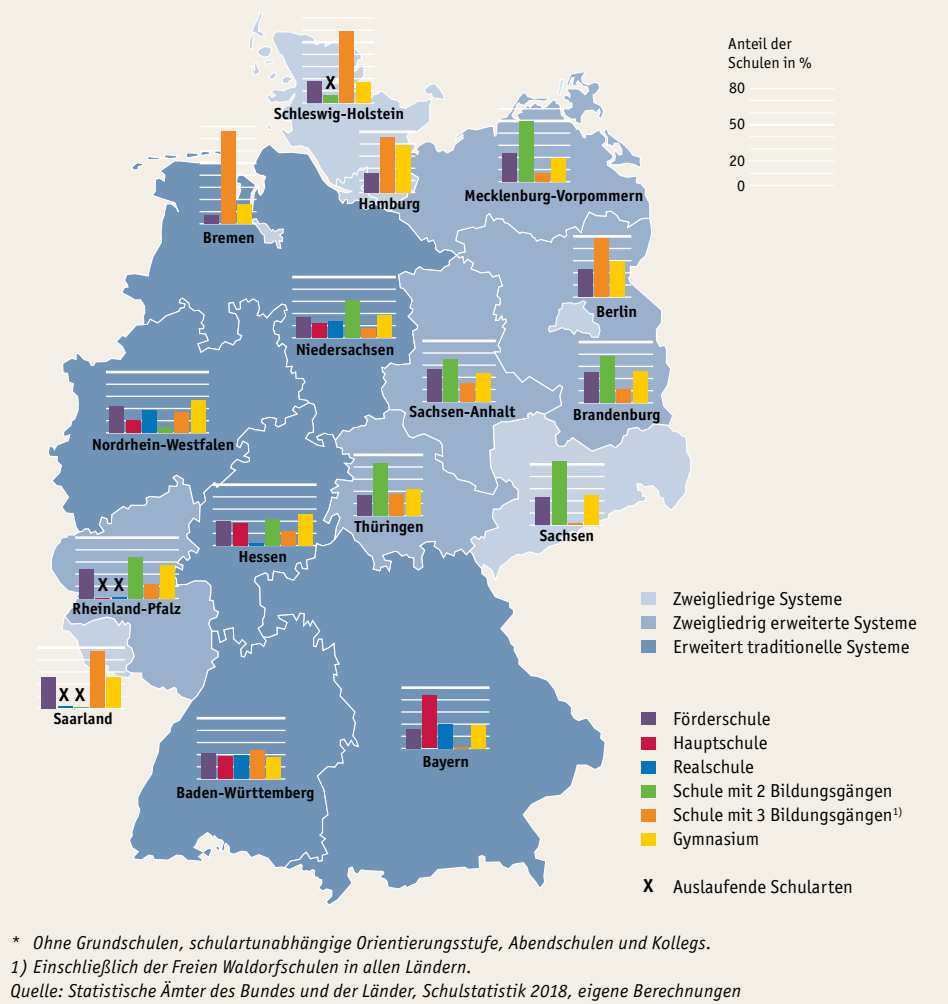 Anteil der
Schulen in %
80
50
20
0
X
Schleswig-Holstein
Hamburg
Mecklenburg-Vorpommern
Bremen
Berlin
Niedersachsen
Sachsen-Anhalt
Brandenburg
Nordrhein-Westfalen
Thüringen
Sachsen
Hessen
X X
Rheinland-Pfalz
X X
Saarland
Bayern
Baden-Württemberg
Zweigliedrige Systeme
Zweigliedrig erweiterte Systeme
Erweitert traditionelle Systeme
Förderschule
Hauptschule
Realschule
Schule mit 2 Bildungsgängen
Schule mit 3 Bildungsgängen1)
Gymnasium
X Auslaufende Schularten
* Ohne Grundschulen, schulartunabhängige Orientierungsstufe, Abendschulen und Kollegs.
1) Einschließlich der Freien Waldorfschulen in allen Ländern.
Quelle: Statistische Ämter des Bundes und der Länder, Schulstatistik 2018, eigene Berechnungen